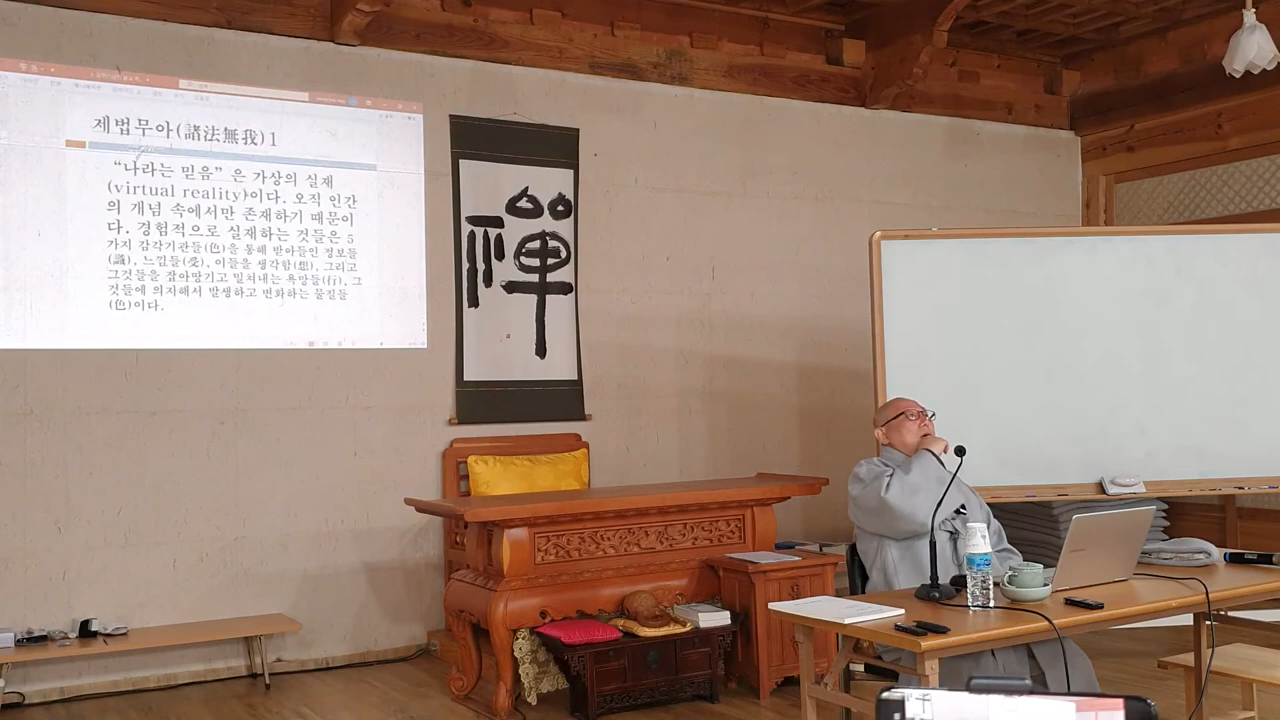 제법무아(諸法無我)1
“나라는 믿음” 은 가상의 실재
(virtual reality)이다. 오직 인간
의 개념 속에서만 존재하기 때문이
다. 경험적으로 실재하는 것들은 5
가지 감각기관들(色)을 통해 받아들인 정보들
(識), 느낌들(受), 이들을 생각함(想), 그리고
그것들을 잡아땅기고 밀쳐내는 욕망들(行), 그
것들에 의지해서 발생하고 변화하는 물질들
(色)이다.
禪